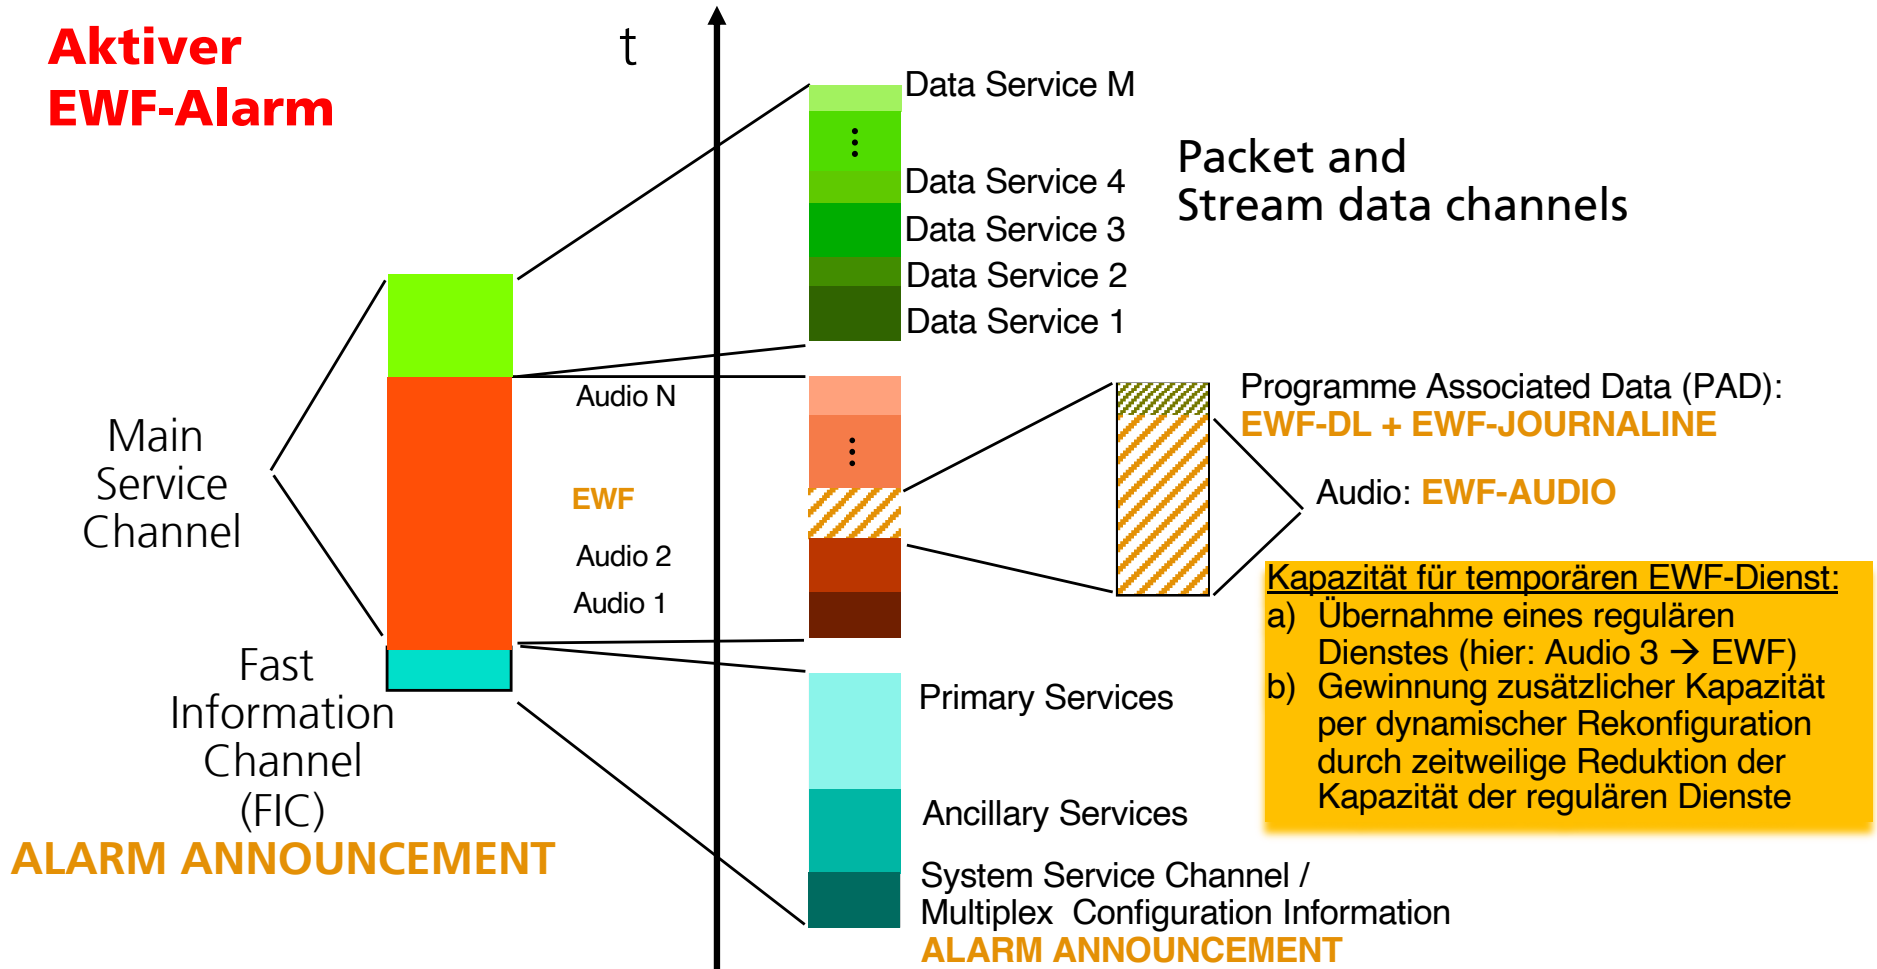 Aktiver
EWF-Alarm
t
Data Service M
⋮
Data Service 4
Data Service 3
Data Service 2
Data Service 1
Packet and
Stream data channels
Main
Service
Channel
Audio N
⋮
EWF
Audio 2
Audio 1
Programme Associated Data (PAD):
EWF-DL + EWF-JOURNALINE
Audio: EWF-AUDIO
Kapazität für temporären EWF-Dienst:
a) Übernahme eines regulären
Dienstes (hier: Audio 3 → EWF)
b) Gewinnung zusätzlicher Kapazität
per dynamischer Rekonfiguration
durch zeitweilige Reduktion der
Kapazität der regulären Dienste
Fast
Information
Channel
(FIC)
ALARM ANNOUNCEMENT
Primary Services
Ancillary Services
System Service Channel /
Multiplex Configuration Information
ALARM ANNOUNCEMENT